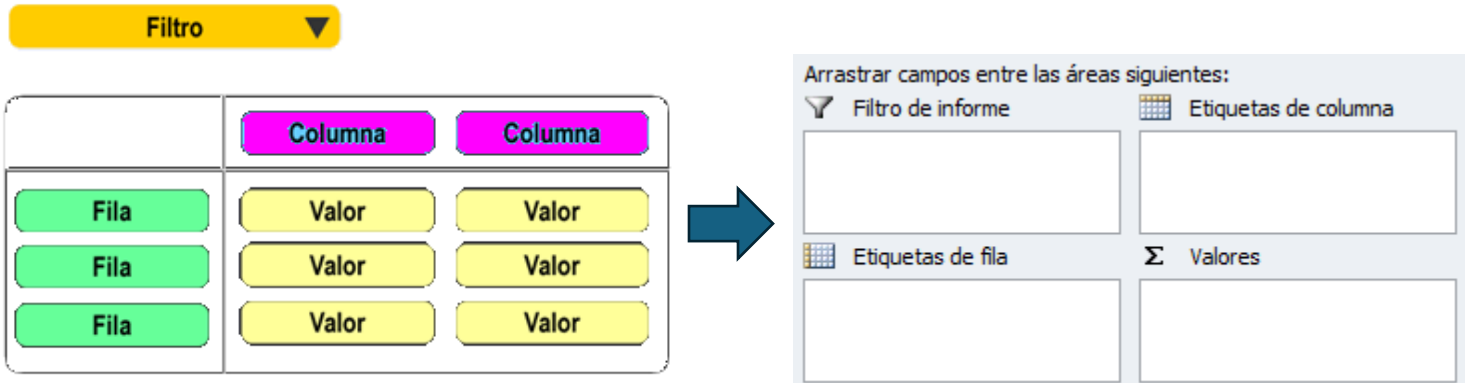 Filtro
Columna Columna
Fila Valor Valor
Fila Valor Valor
Fila Valor Valor
Arrastrar campos entre las áreas siguientes:
Filtro de informe Etiquetas de columna
Etiquetas de fila Σ Valores